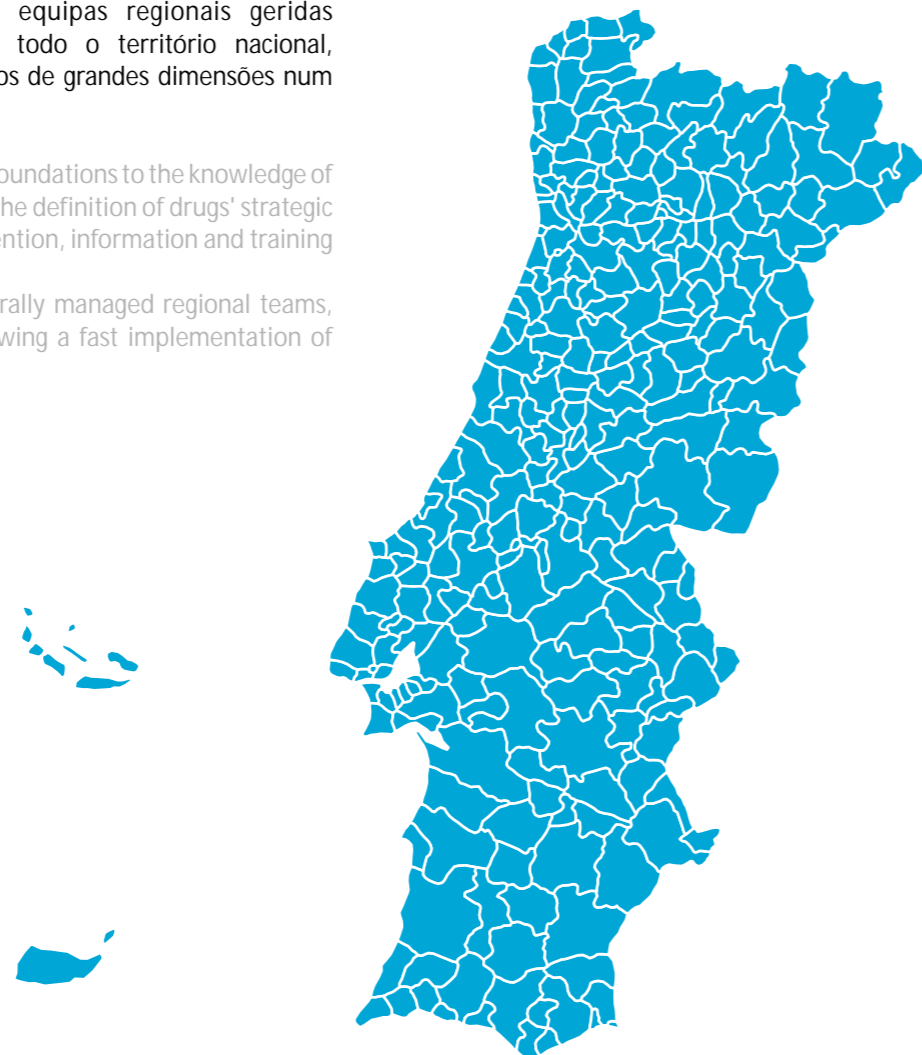 equipas regionais geridas
todo o território nacional,
os de grandes dimensões num
oundations to the knowledge of
he definition of drugs' strategic
ention, information and training
rally managed regional teams,
wing a fast implementation of